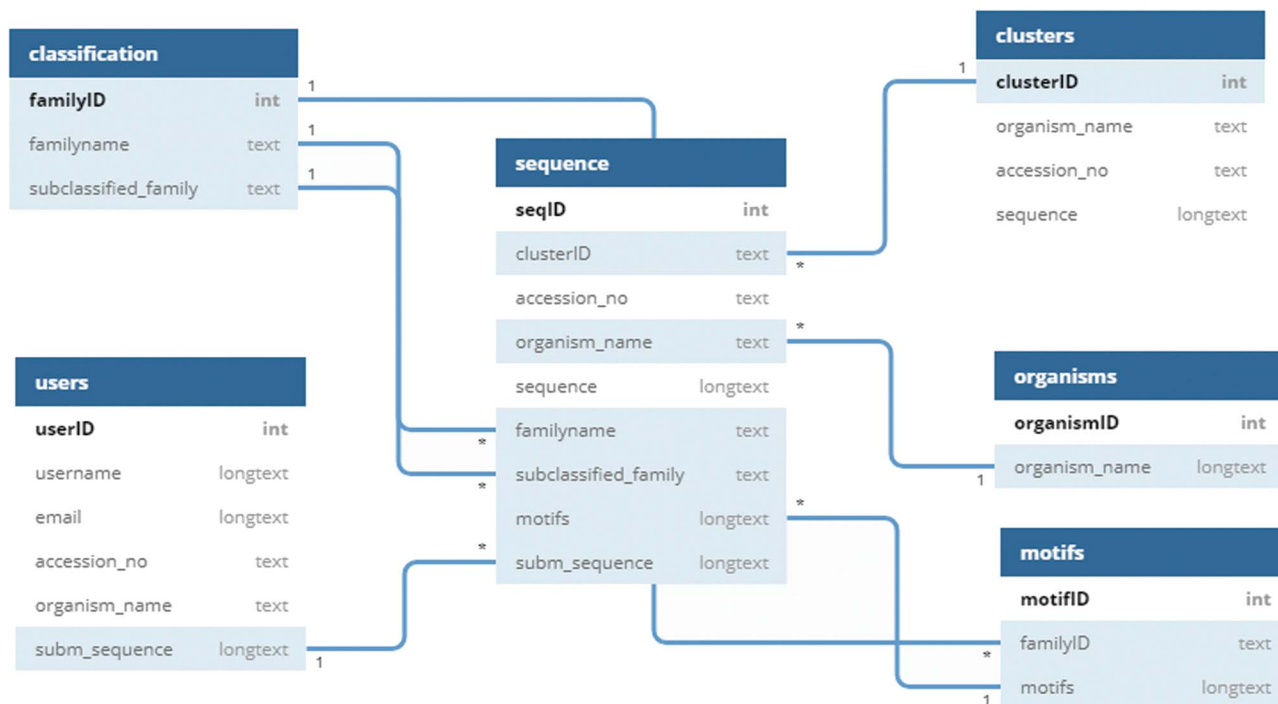 classification
familyID int
familyname text
subclassified_family text
1
1
1
users
userID int
username longtext
email longtext
accession_no text
organism_name text
subm_sequence longtext
1
sequence
seqID int
clusterID text
accession_no text
organism_name text
sequence longtext
familyname text
subclassified_family text
motifs longtext
subm_sequence longtext
*
*
*
*
*
*
clusters
clusterID int
organism_name text
accession_no text
sequence longtext
1
organisms
organismID int
organism_name longtext
1
motifs
motifID int
familyID text
motifs longtext
*
1